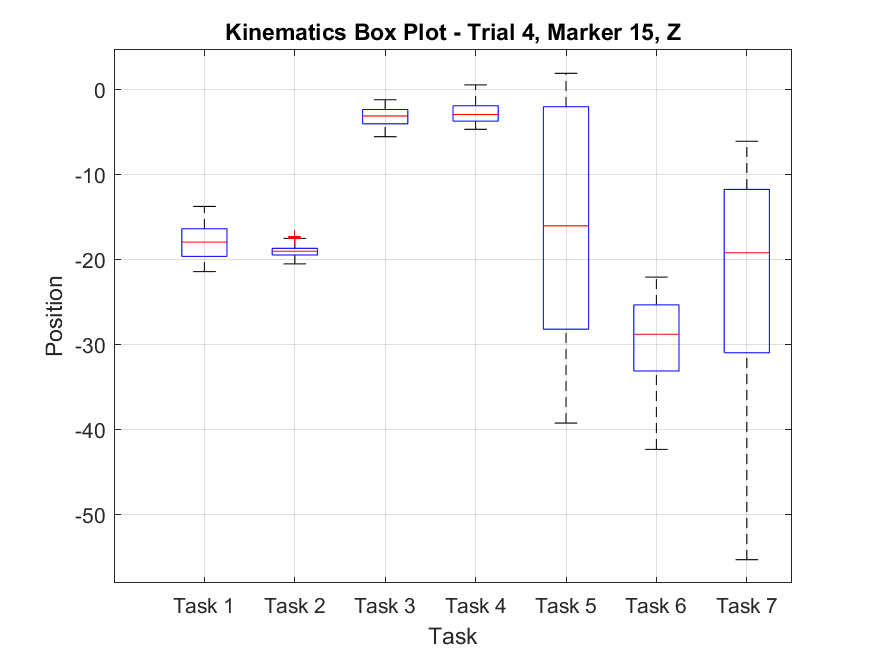 Kinematics Box Plot - Trial 4, Marker 15, Z
0
-10
-20
-30
-40
-50
Position
Task 1 Task 2 Task 3 Task 4 Task 5 Task 6 Task 7
Task